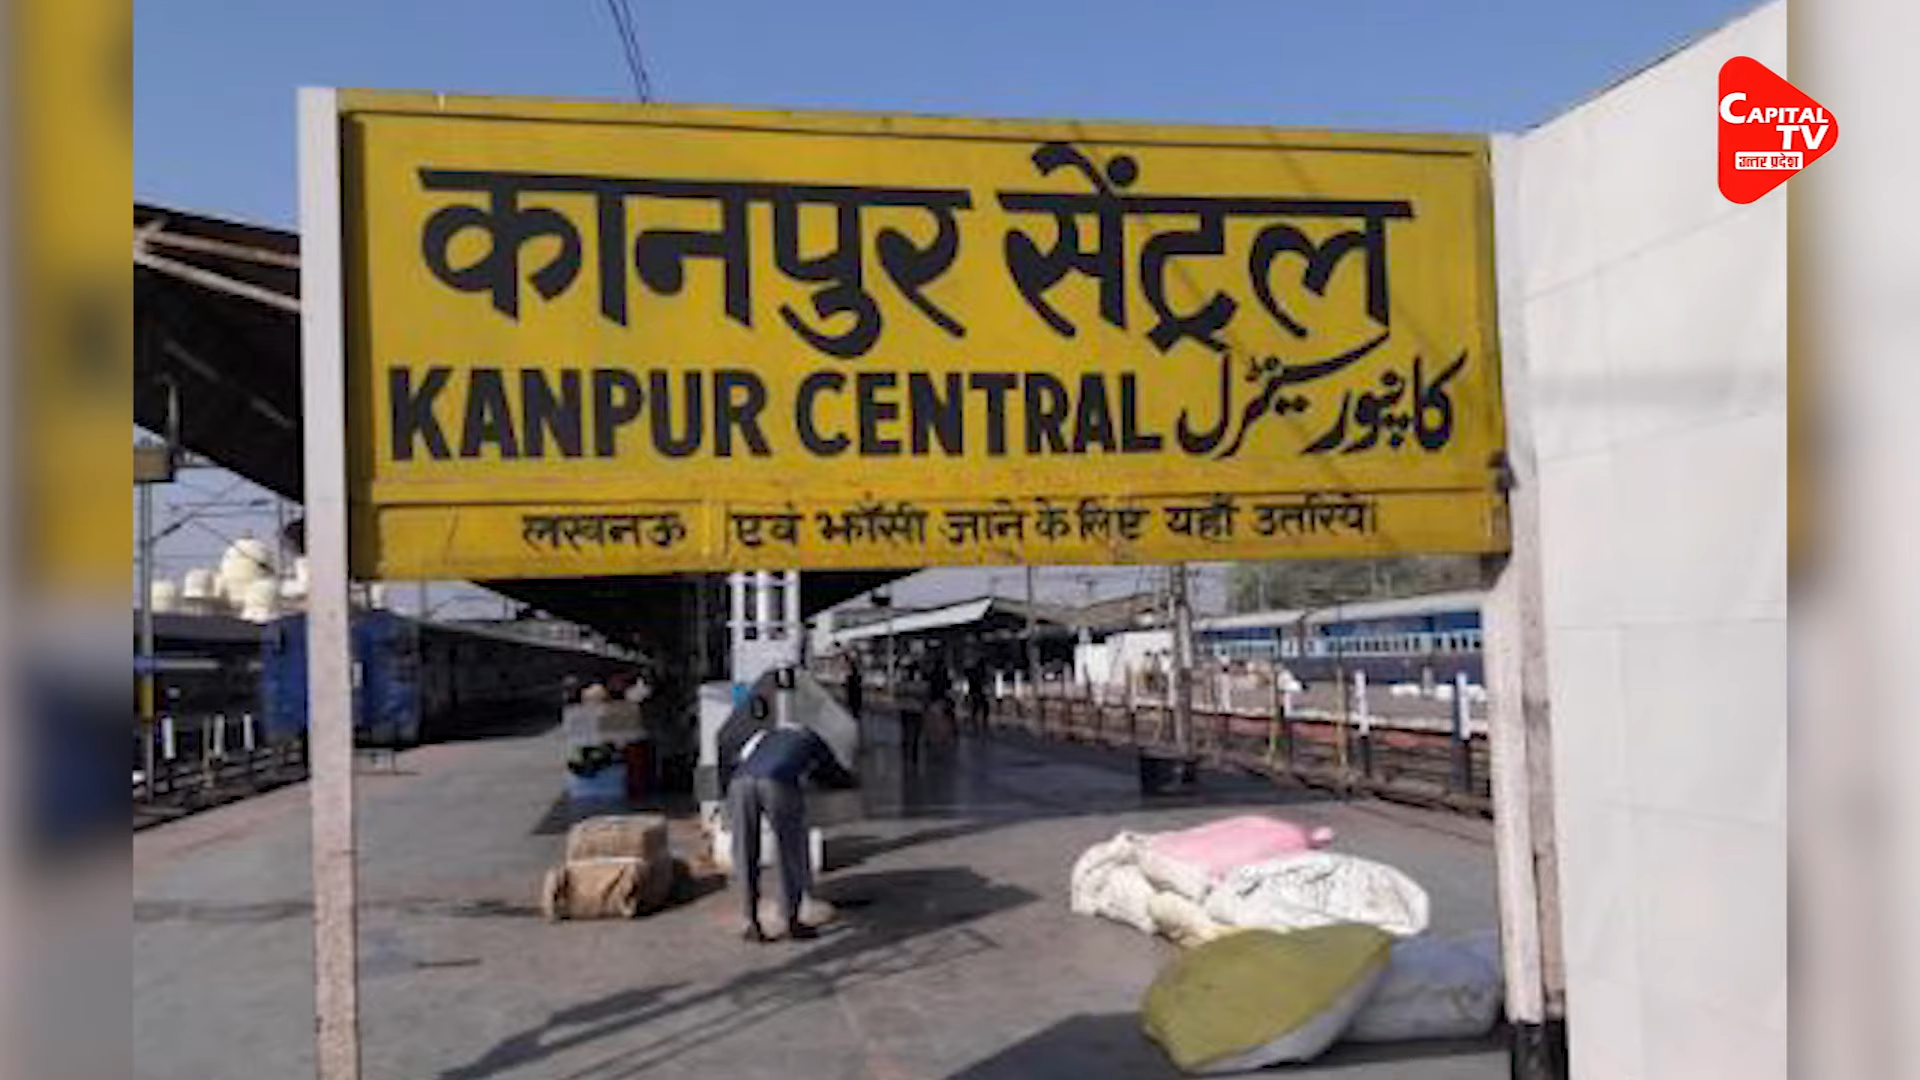 कानपुर सेंट्रल
KANPUR CENTRAL کانپور سینٹرل
लखनऊ एवं झाँसी जाने के लिए यहाँ उतरिये।
CAPITAL
TV
उत्तर प्रदेश